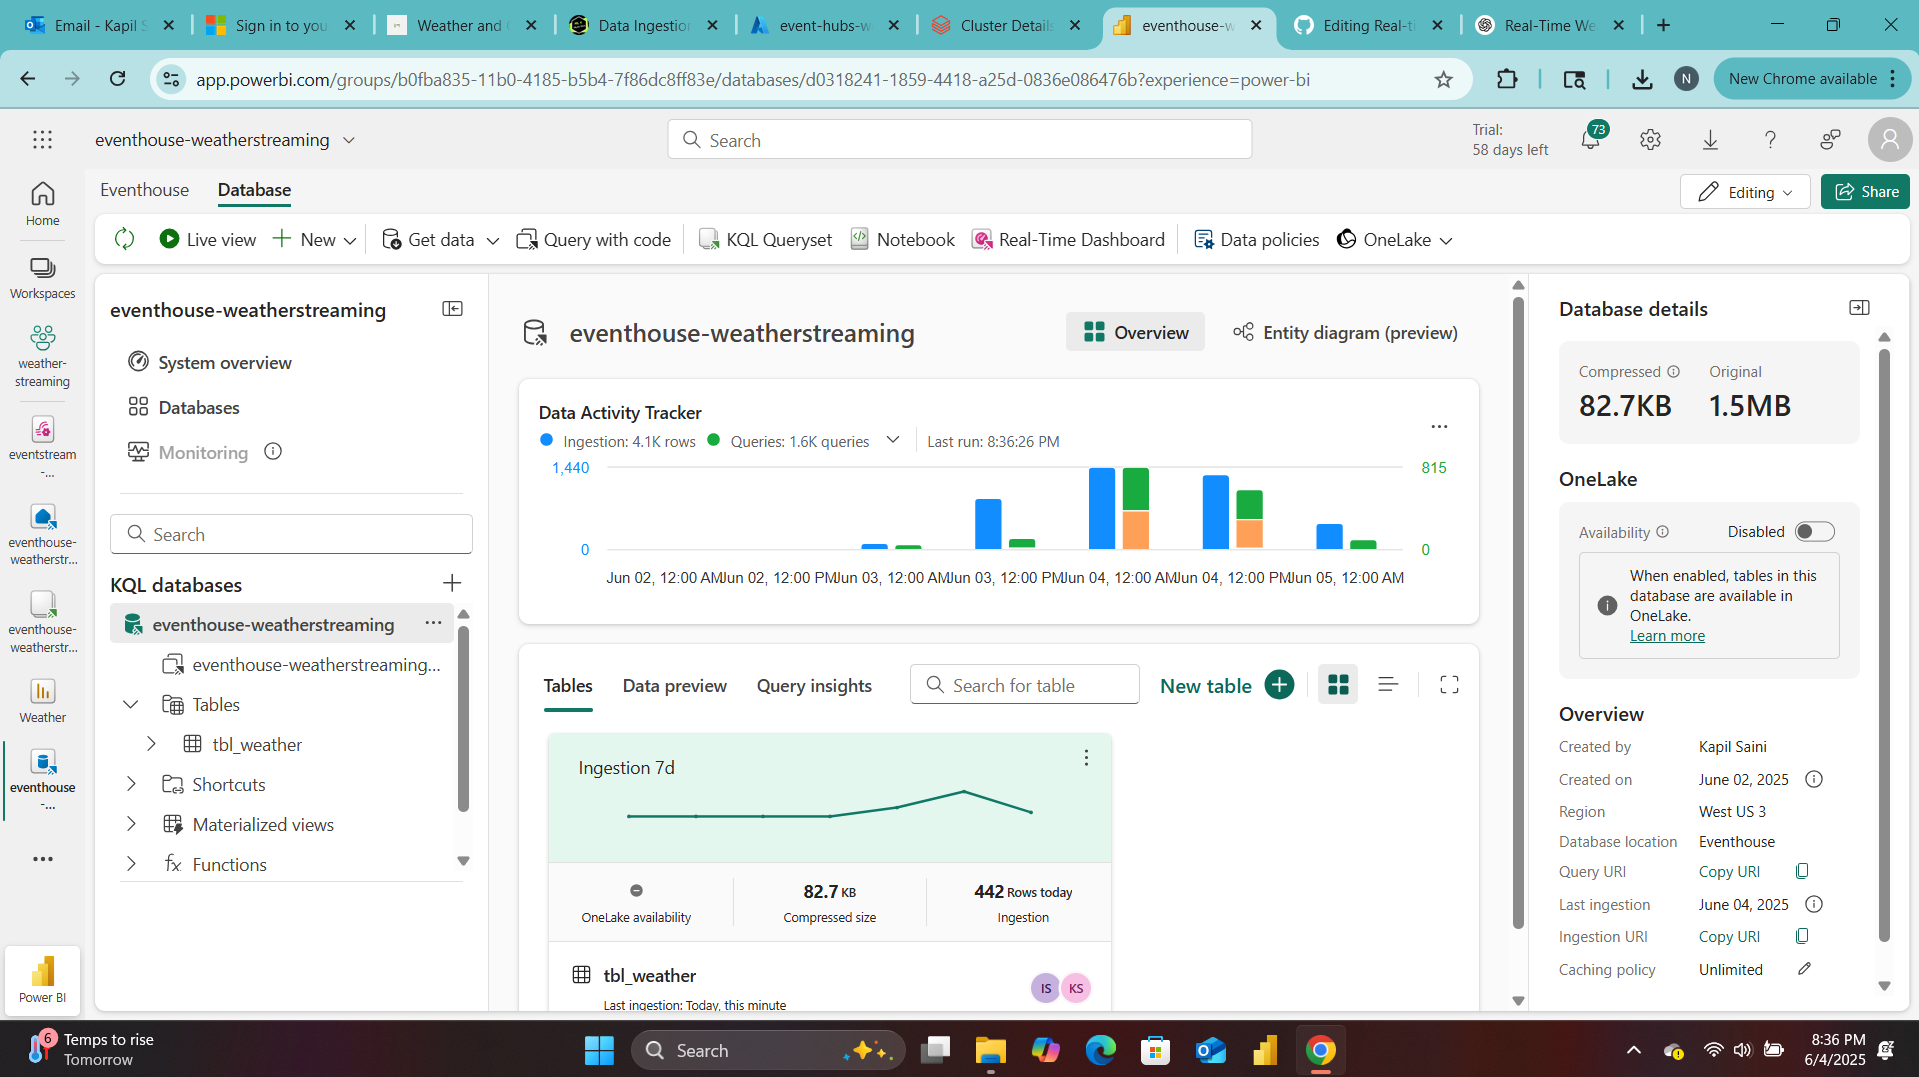 Email - Kapil S
Sign in to you
Weather and
Data Ingestion
event-hubs-w
Cluster Details
eventhouse-w
Editing Real-ti
Real-Time We
app.powerbi.com/groups/b0fba835-11b0-4185-b5b4-7f86dc8ff83e/databases/d0318241-1859-4418-a25d-0836e086476b?experience=power-bi
N
New Chrome available
eventhouse-weatherstreaming
Search
Trial:
58 days left
73
Home
Workspaces
weather-
streaming
eventstream
-...
eventhouse-
weatherstr...
eventhouse-
weatherstr...
Weather
eventhouse
-...
Power BI
Eventhouse
Database
Editing
Share
Live view
New
Get data
Query with code
KQL Queryset
Notebook
Real-Time Dashboard
Data policies
OneLake
eventhouse-weatherstreaming
System overview
Databases
Monitoring
Search
KQL databases
eventhouse-weatherstreaming
eventhouse-weatherstreaming...
Tables
tbl_weather
Shortcuts
Materialized views
Functions
eventhouse-weatherstreaming
Overview
Entity diagram (preview)
Data Activity Tracker
Ingestion: 4.1K rows
Queries: 1.6K queries
Last run: 8:36:26 PM
1,440
815
0
0
Jun 02, 12:00 AM
Jun 02, 12:00 PM
Jun 03, 12:00 AM
Jun 03, 12:00 PM
Jun 04, 12:00 AM
Jun 04, 12:00 PM
Jun 05, 12:00 AM
Tables
Data preview
Query insights
Search for table
New table
Ingestion 7d
OneLake availability
82.7 KB
Compressed size
442 Rows today
Ingestion
tbl_weather
Last ingestion: Today, this minute
IS
KS
Database details
Compressed
Original
82.7KB
1.5MB
OneLake
Availability
Disabled
When enabled, tables in this
database are available in
OneLake.
Learn more
Overview
Created by
Kapil Saini
Created on
June 02, 2025
Region
West US 3
Database location
Eventhouse
Query URI
Copy URI
Last ingestion
June 04, 2025
Ingestion URI
Copy URI
Caching policy
Unlimited
6
Temps to rise
Tomorrow
Search
8:36 PM
6/4/2025